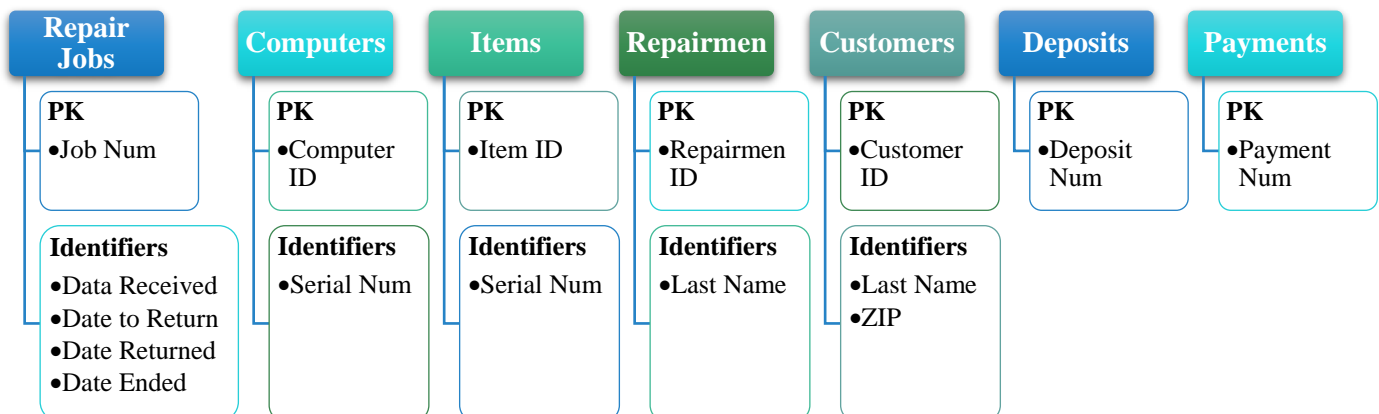 Repair
Jobs
PK
•Job Num
Identifiers
•Data Received
•Date to Return
•Date Returned
•Date Ended
Computers
PK
•Computer
ID
Identifiers
•Serial Num
Items
PK
•Item ID
Identifiers
•Serial Num
Repairmen
PK
•Repairmen
ID
Identifiers
•Last Name
Customers
PK
•Customer
ID
Identifiers
•Last Name
•ZIP
Deposits
PK
•Deposit
Num
Payments
PK
•Payment
Num